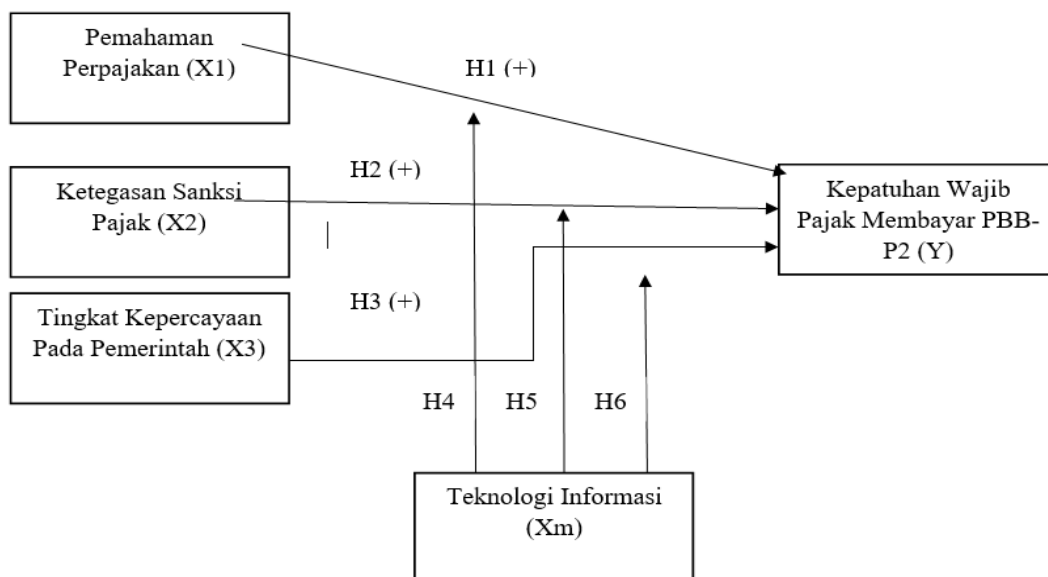 Pemahaman
Perpajakan (X1)
H1 (+)
Ketegasan Sanksi
Pajak (X2)
H2 (+)
Kepatuhan Wajib
Pajak Membayar PBB-
P2 (Y)
Tingkat Kepercayaan
Pada Pemerintah (X3)
H3 (+)
H4
H5
H6
Teknologi Informasi
(Xm)